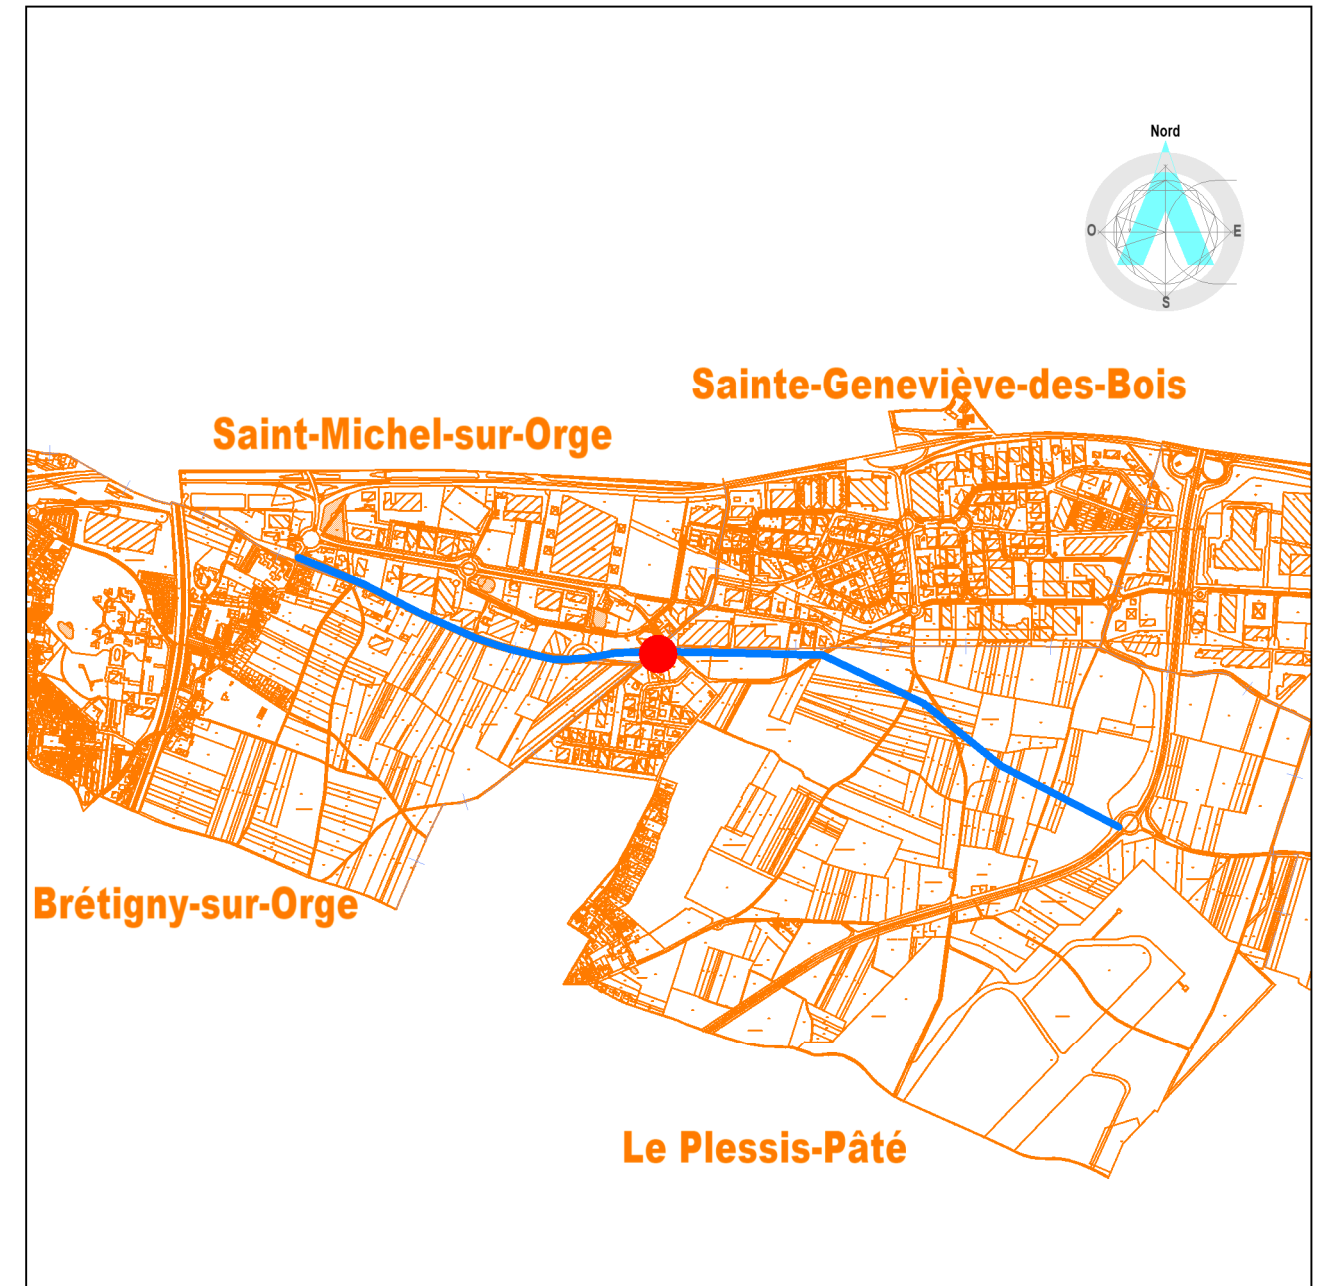 Nord
O
E
S
Sainte-Geneviève-des-Bois
Saint-Michel-sur-Orge
Brétigny-sur-Orge
Le Plessis-Pâté